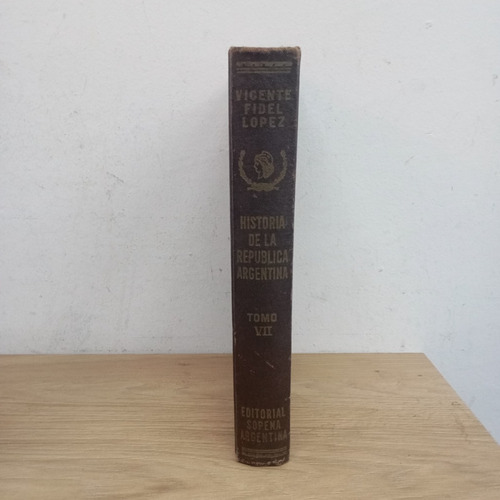 VICENTE
FIDEL
LOPEZ
HISTORIA
DE LA
REPUBLICA
ARGENTINA
TOMO
VII
EDITORIAL
SOPENA
ARGENTINA